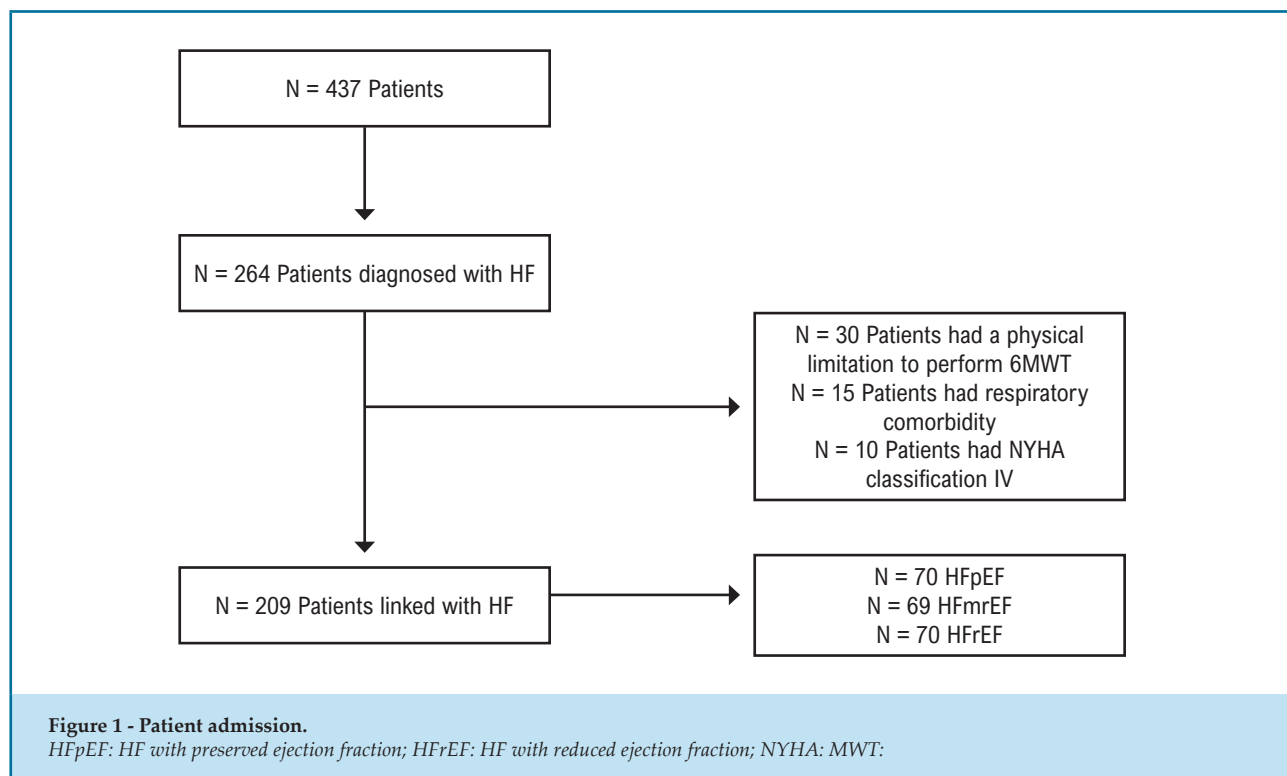 N = 437 Patients
N = 264 Patients diagnosed with HF
N = 30 Patients had a physical
limitation to perform 6MWT
N = 15 Patients had respiratory
comorbidity
N = 10 Patients had NYHA
classification IV
N = 209 Patients linked with HF
N = 70 HFpEF
N = 69 HFmrEF
N = 70 HFrEF
Figure 1 - Patient admission.
HFpEF: HF with preserved ejection fraction; HFrEF: HF with reduced ejection fraction; NYHA: MWT: